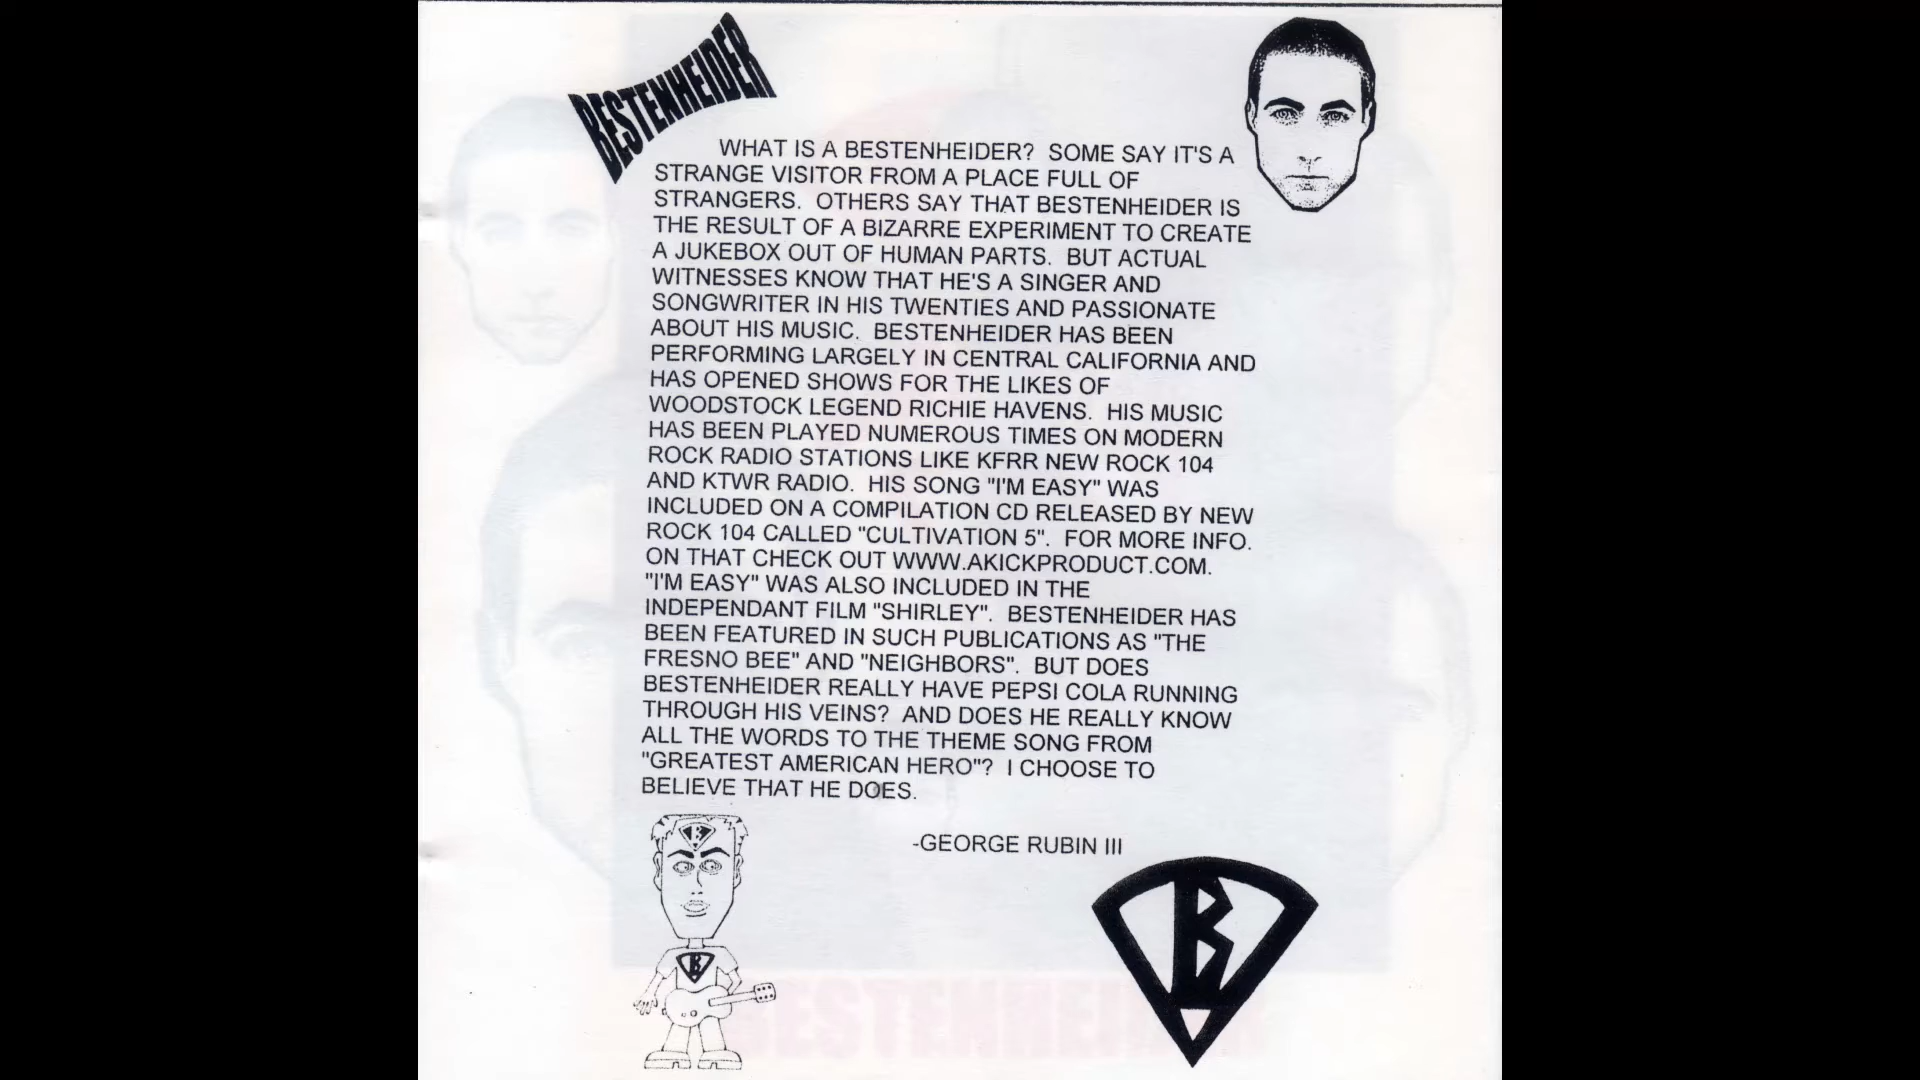 BESTENHEIDER
WHAT IS A BESTENHEIDER? SOME SAY IT'S A
STRANGE VISITOR FROM A PLACE FULL OF
STRANGERS. OTHERS SAY THAT BESTENHEIDER IS
THE RESULT OF A BIZARRE EXPERIMENT TO CREATE
A JUKEBOX OUT OF HUMAN PARTS. BUT ACTUAL
WITNESSES KNOW THAT HE'S A SINGER AND
SONGWRITER IN HIS TWENTIES AND PASSIONATE
ABOUT HIS MUSIC. BESTENHEIDER HAS BEEN
PERFORMING LARGELY IN CENTRAL CALIFORNIA AND
HAS OPENED SHOWS FOR THE LIKES OF
WOODSTOCK LEGEND RICHIE HAVENS. HIS MUSIC
HAS BEEN PLAYED NUMEROUS TIMES ON MODERN
ROCK RADIO STATIONS LIKE KFRR NEW ROCK 104
AND KTWR RADIO. HIS SONG "I'M EASY" WAS
INCLUDED ON A COMPILATION CD RELEASED BY NEW
ROCK 104 CALLED "CULTIVATION 5". FOR MORE INFO.
ON THAT CHECK OUT WWW.AKICKPRODUCT.COM.
"I'M EASY" WAS ALSO INCLUDED IN THE
INDEPENDANT FILM "SHIRLEY". BESTENHEIDER HAS
BEEN FEATURED IN SUCH PUBLICATIONS AS "THE
FRESNO BEE" AND "NEIGHBORS". BUT DOES
BESTENHEIDER REALLY HAVE PEPSI COLA RUNNING
THROUGH HIS VEINS? AND DOES HE REALLY KNOW
ALL THE WORDS TO THE THEME SONG FROM
"GREATEST AMERICAN HERO"? I CHOOSE TO
BELIEVE THAT HE DOES.
-GEORGE RUBIN III
B
B
B
BESTENHEIDER